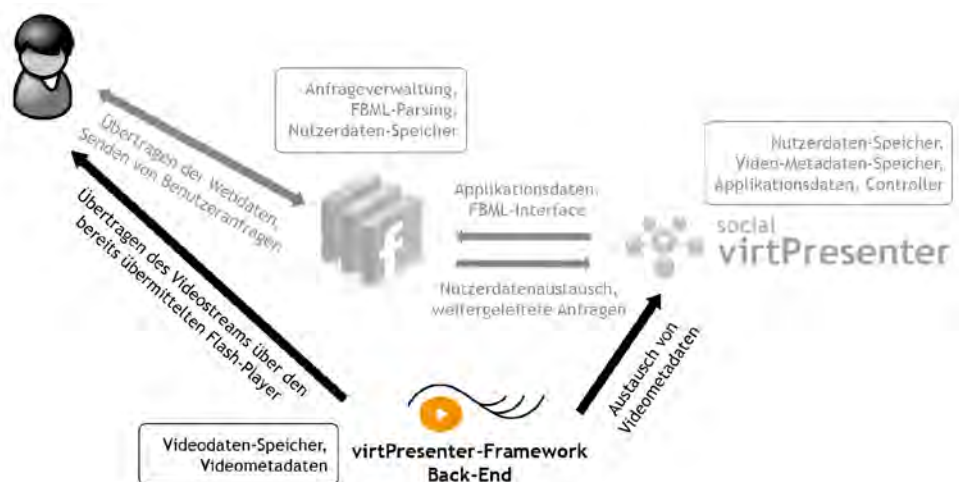 Anfrageverwaltung,
FBML-Parsing,
Nutzerdaten-Speicher
Nutzerdaten-Speicher,
Video-Metadaten-Speicher,
Applikationsdaten, Controller
Übertragen der Webdaten,
Senden von Benutzeranfragen
Applikationsdaten,
FBML-Interface
f
social
virtPresenter
Nutzerdatenaustausch,
weitergeleitete Anfragen
Übertragen des Videostreams über den
bereits übermittelten Flash-Player
Austausch von
Videometadaten
Videodaten-Speicher,
Videometadaten
virtPresenter-Framework
Back-End